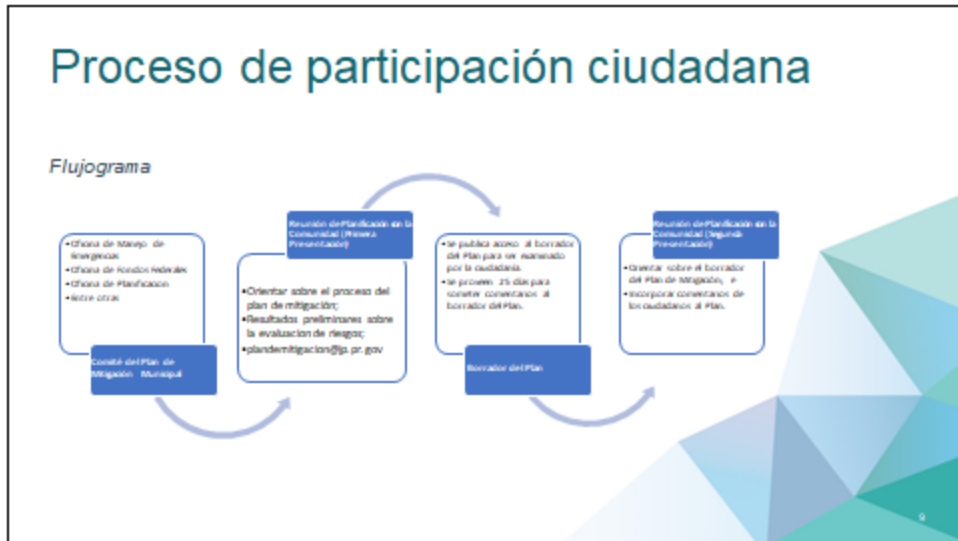 Proceso de participación ciudadana
Flujograma
•Oficina de Manejo de
Emergencias
•Oficina de Fondos Federales
•Oficina de Planificacion
•Entre otras
Comité del Plan de
Mitigación Municipal
Reunión de Planificación con la
Comunidad (Primera
Presentación)
•Orientar sobre el proceso del
plan de mitigación;
•Resultados preliminares sobre
la evaluacion de riesgos;
•plandemitigacion@jp.pr.gov
•Se publica acceso al borrador
del Plan para ser examinado
por la ciudadanía.
•Se proveen 25 días para
someter comentarios al
borrador del Plan.
Borrador del Plan
Reunión de Planificación con la
Comunidad (Segunda
Presentación)
•Orientar sobre el borrador
del Plan de Mitigación, e
•Incorporar comentarios de
los ciudadanos al Plan.
9